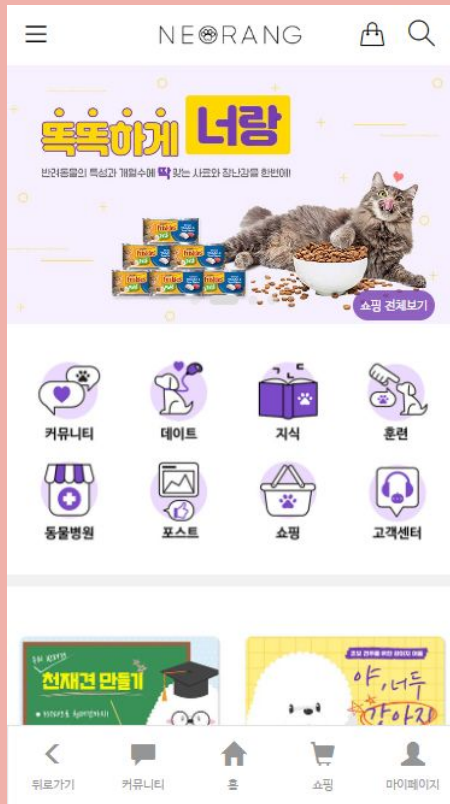 NEORANG
똑똑하게 너랑
반려동물의 특성과 개월수에 딱 맞는 사료와 장난감을 한번에!
쇼핑 전체보기
ㄱ ㄴ ㄷ
커뮤니티 데이트 지식 훈련
동물병원 포스트 쇼핑 고객센터
천재견 만들기
야, 너두
강아지
뒤로가기 커뮤니티 홈 쇼핑 마이페이지